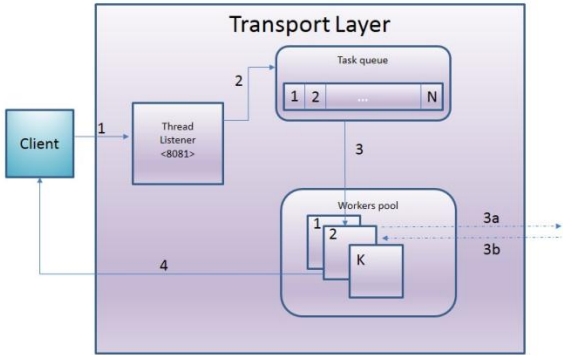 Transport Layer
Task queue
1 2 ... N
2
Client
1
Thread
Listener
<8081>
3
Workers pool
1
2
K
3a
3b
4